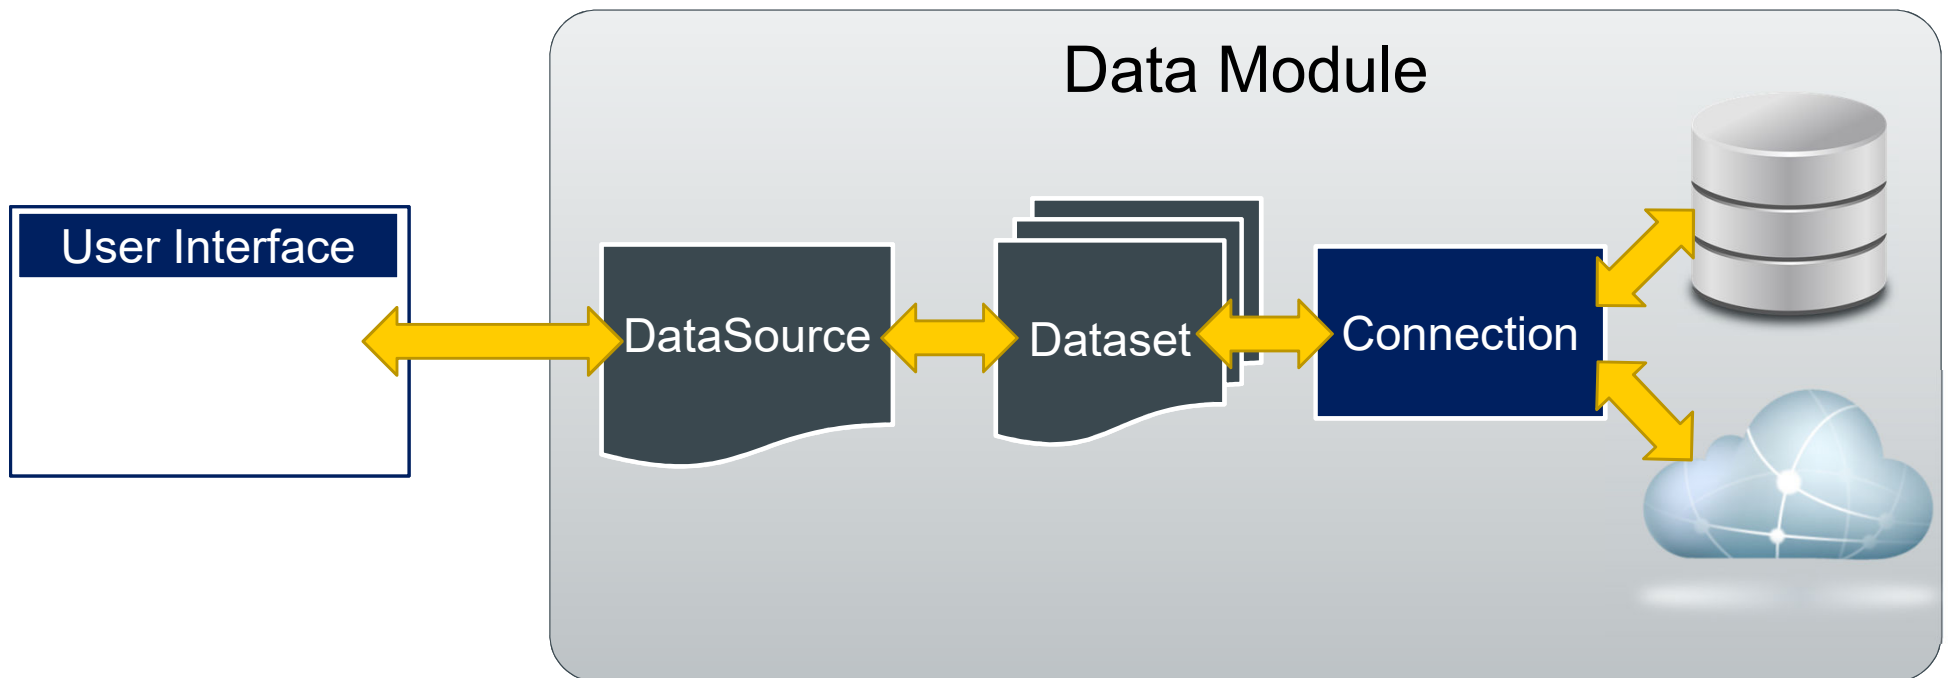 Data Module
User Interface
DataSource
Dataset
Connection